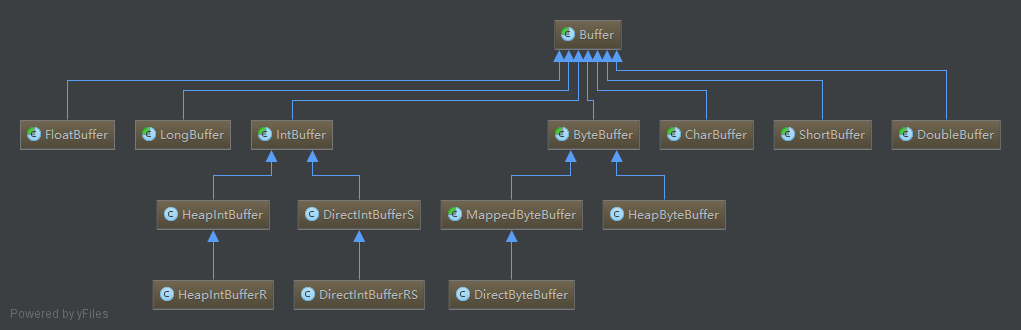 Buffer
FloatBuffer
LongBuffer
IntBuffer
ByteBuffer
CharBuffer
ShortBuffer
DoubleBuffer
HeapIntBuffer
DirectIntBufferS
MappedByteBuffer
HeapByteBuffer
HeapIntBufferR
DirectIntBufferRS
DirectByteBuffer
Powered by yFiles